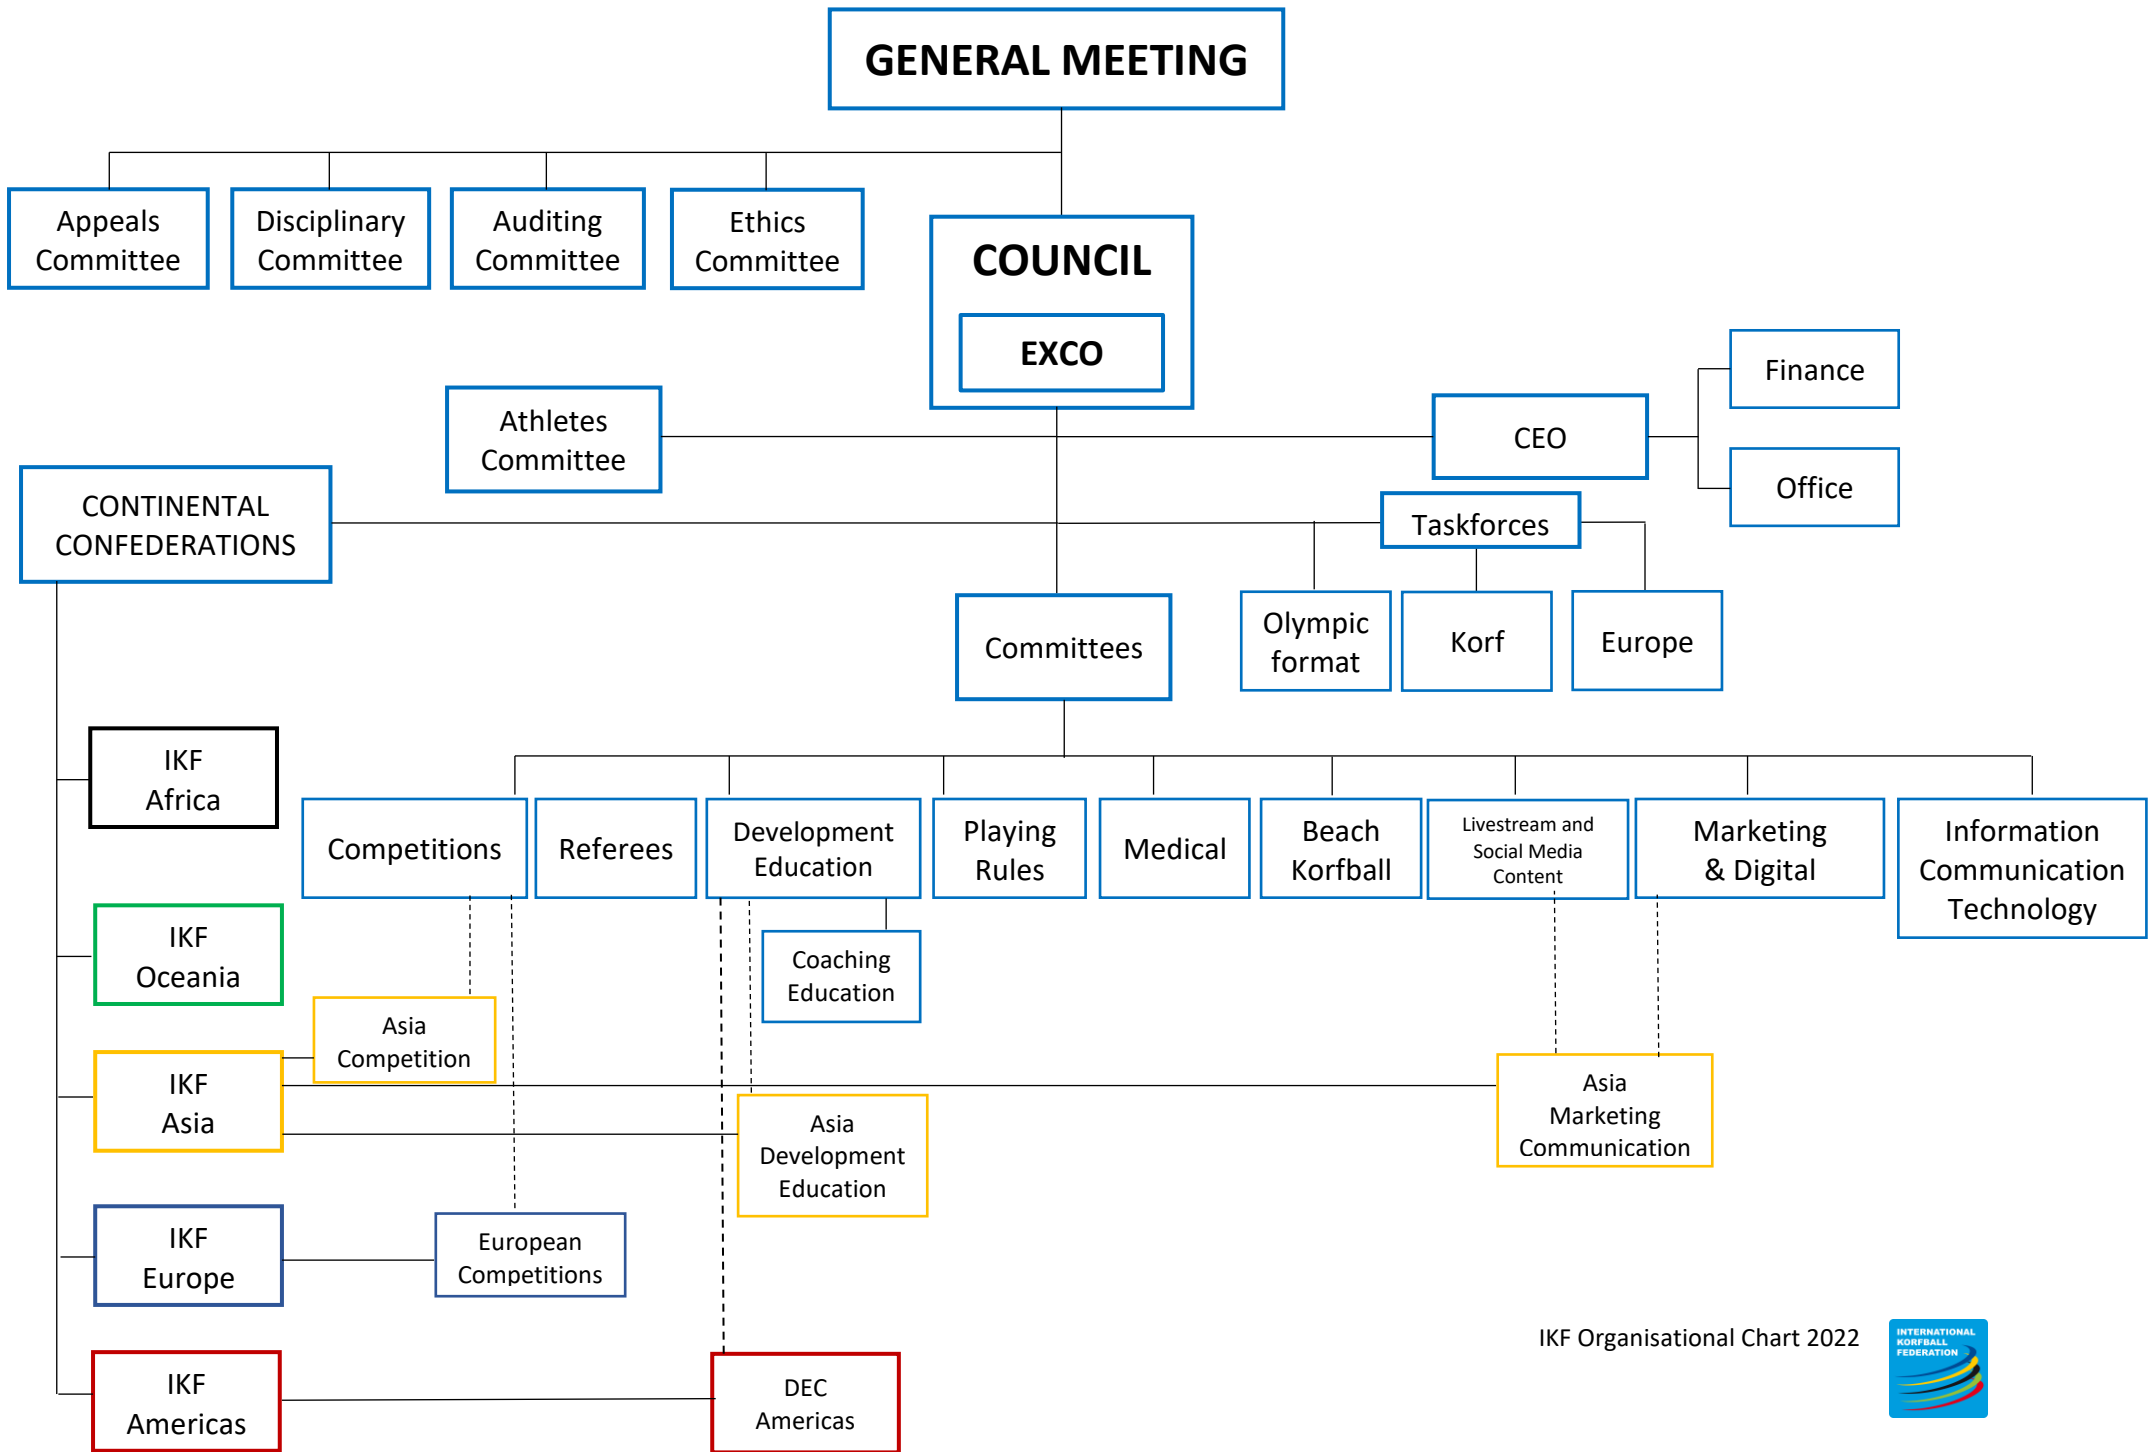 GENERAL MEETING
Appeals
Committee
Disciplinary
Committee
Auditing
Committee
Ethics
Committee
COUNCIL
EXCO
Finance
Athletes
Committee
CEO
Office
CONTINENTAL
CONFEDERATIONS
Taskforces
Committees
Olympic
format
Korf
Europe
IKF
Africa
Competitions
Referees
Development
Education
Playing
Rules
Medical
Beach
Korfball
Livestream and
Social Media
Content
Marketing
& Digital
Information
Communication
Technology
IKF
Oceania
Coaching
Education
Asia
Competition
IKF
Asia
Asia
Development
Education
Asia
Marketing
Communication
IKF
Europe
European
Competitions
IKF
Americas
DEC
Americas
IKF Organisational Chart 2022
INTERNATIONAL
KORFBALL
FEDERATION